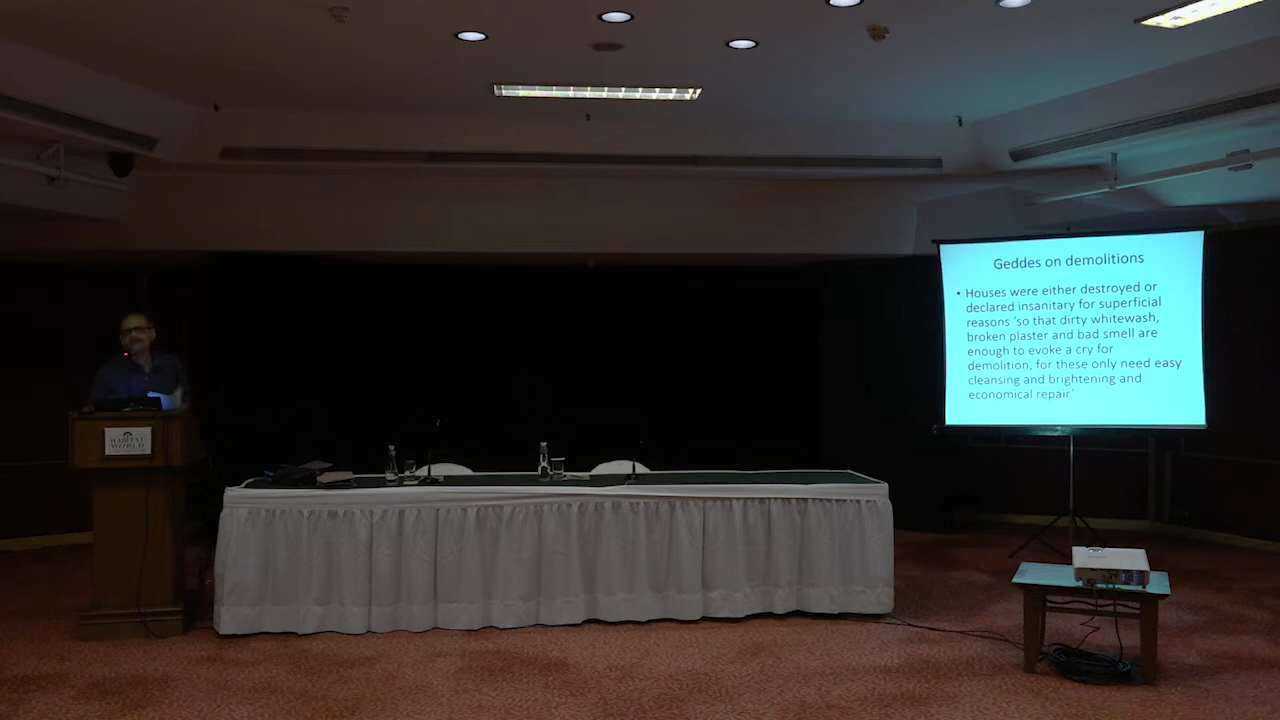 HABITAT
WORLD
Geddes on demolitions
• Houses were either destroyed or
declared insanitary for superficial
reasons ‘so that dirty whitewash,
broken plaster and bad smell are
enough to evoke a cry for
demolition, for these only need easy
cleansing and brightening and
economical repair.’